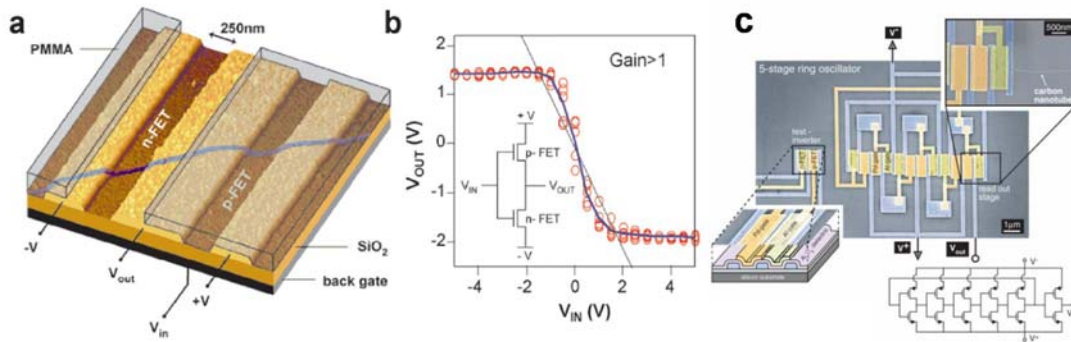 a
PMMA
250nm
n-FET
p-FET
-V
V_out
+V
V_in
SiO₂
back gate
b
Gain>1
V_OUT (V)
2
1
0
-1
-2
+ V
p- FET
V_IN
V_OUT
n- FET
- V
-4
-2
0
2
4
V_IN (V)
c
V⁻
5-stage ring oscillator
500nm
carbon
nanotube
test -
inverter
read out
stage
1μm
V⁺
V_out
silicon substrate
V⁻
V⁺